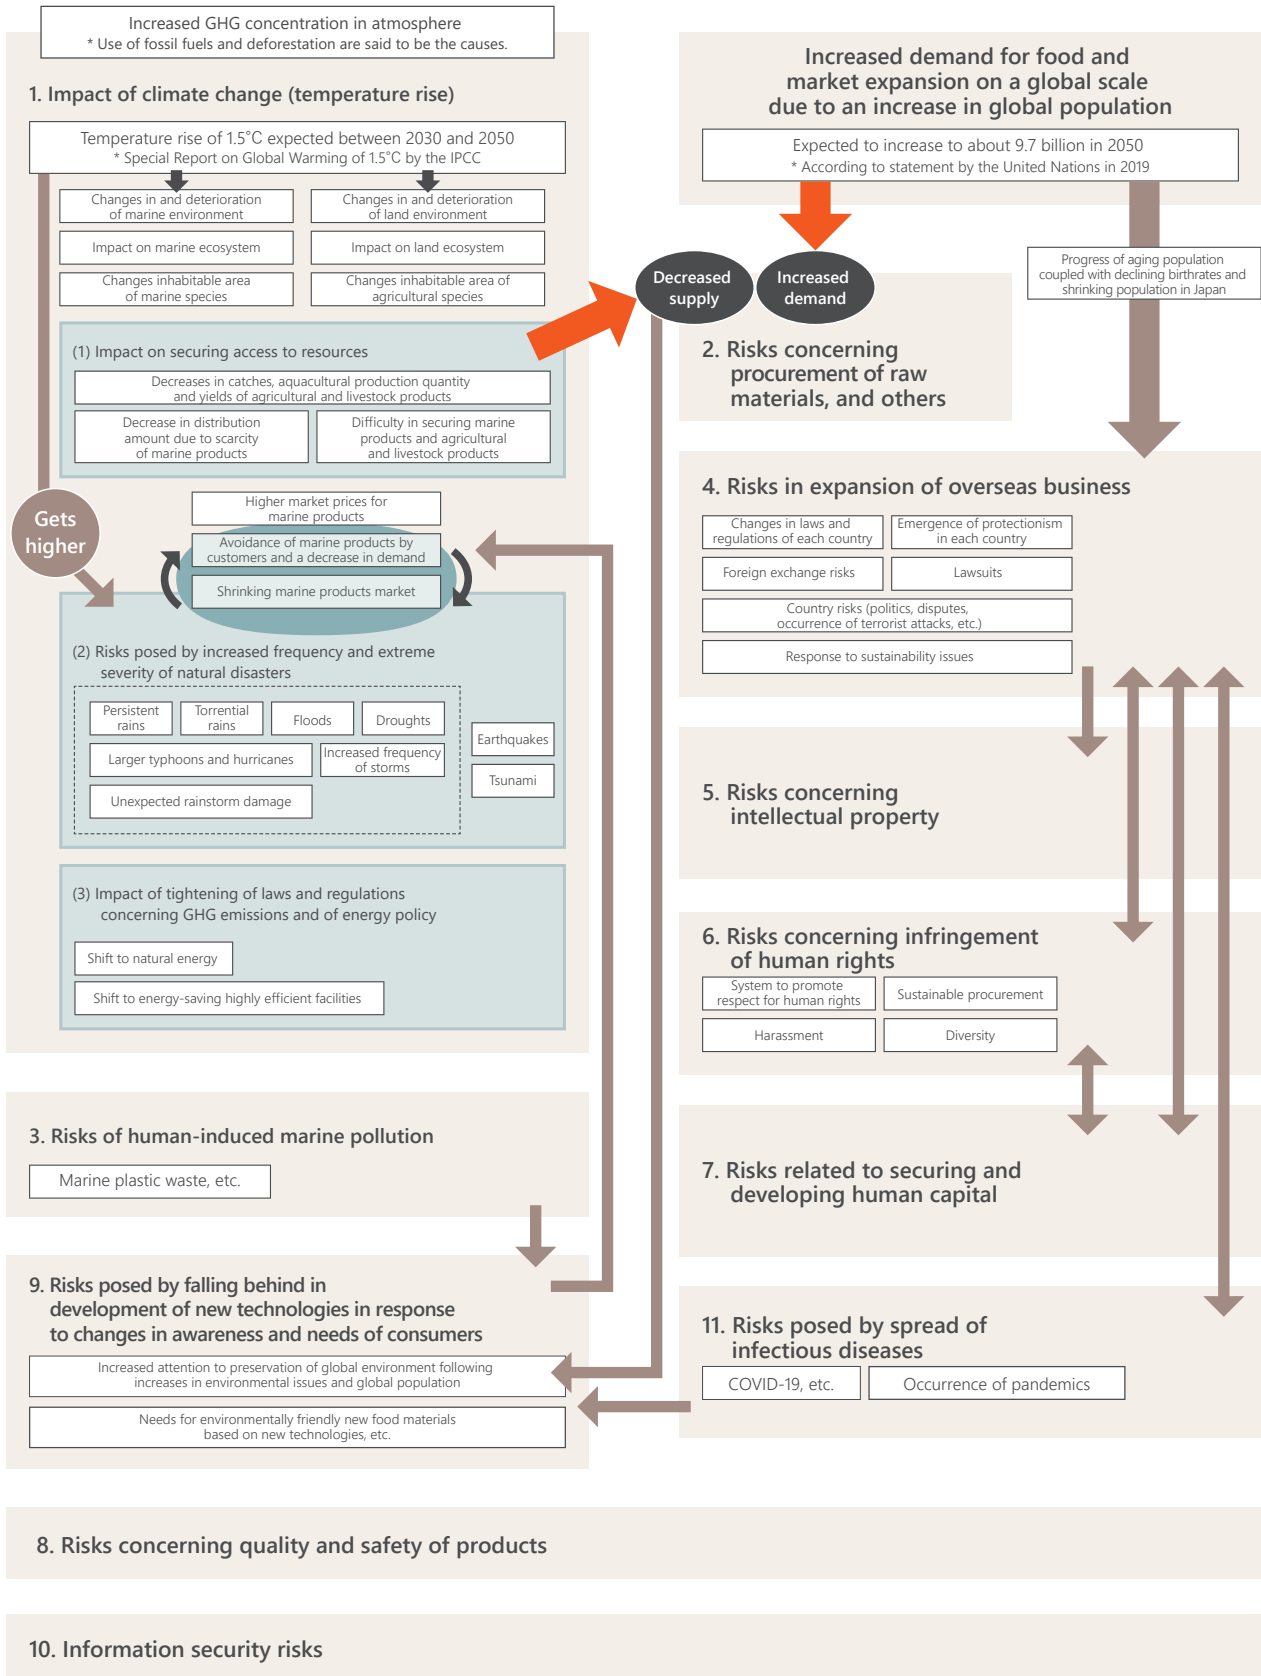 Increased GHG concentration in atmosphere
* Use of fossil fuels and deforestation are said to be the causes.
1. Impact of climate change (temperature rise)
Temperature rise of 1.5°C expected between 2030 and 2050
* Special Report on Global Warming of 1.5°C by the IPCC
Changes in and deterioration
of marine environment
Changes in and deterioration
of land environment
Impact on marine ecosystem
Impact on land ecosystem
Changes inhabitable area
of marine species
Changes inhabitable area of
agricultural species
(1) Impact on securing access to resources
Decreases in catches, aquacultural production quantity
and yields of agricultural and livestock products
Decrease in distribution
amount due to scarcity
of marine products
Difficulty in securing marine
products and agricultural
and livestock products
Gets
higher
Higher market prices for
marine products
Avoidance of marine products by
customers and a decrease in demand
Shrinking marine products market
(2) Risks posed by increased frequency and extreme
severity of natural disasters
Persistent
rains
Torrential
rains
Floods
Droughts
Larger typhoons and hurricanes
Increased frequency
of storms
Unexpected rainstorm damage
Earthquakes
Tsunami
(3) Impact of tightening of laws and regulations
concerning GHG emissions and of energy policy
Shift to natural energy
Shift to energy-saving highly efficient facilities
3. Risks of human-induced marine pollution
Marine plastic waste, etc.
9. Risks posed by falling behind in
development of new technologies in response
to changes in awareness and needs of consumers
Increased attention to preservation of global environment following
increases in environmental issues and global population
Needs for environmentally friendly new food materials
based on new technologies, etc.
Increased demand for food and
market expansion on a global scale
due to an increase in global population
Expected to increase to about 9.7 billion in 2050
* According to statement by the United Nations in 2019
Decreased
supply
Increased
demand
Progress of aging population
coupled with declining birthrates and
shrinking population in Japan
2. Risks concerning
procurement of raw
materials, and others
4. Risks in expansion of overseas business
Changes in laws and
regulations of each country
Emergence of protectionism
in each country
Foreign exchange risks
Lawsuits
Country risks (politics, disputes,
occurrence of terrorist attacks, etc.)
Response to sustainability issues
5. Risks concerning
intellectual property
6. Risks concerning infringement
of human rights
System to promote
respect for human rights
Sustainable procurement
Harassment
Diversity
7. Risks related to securing and
developing human capital
11. Risks posed by spread of
infectious diseases
COVID-19, etc.
Occurrence of pandemics
8. Risks concerning quality and safety of products
10. Information security risks